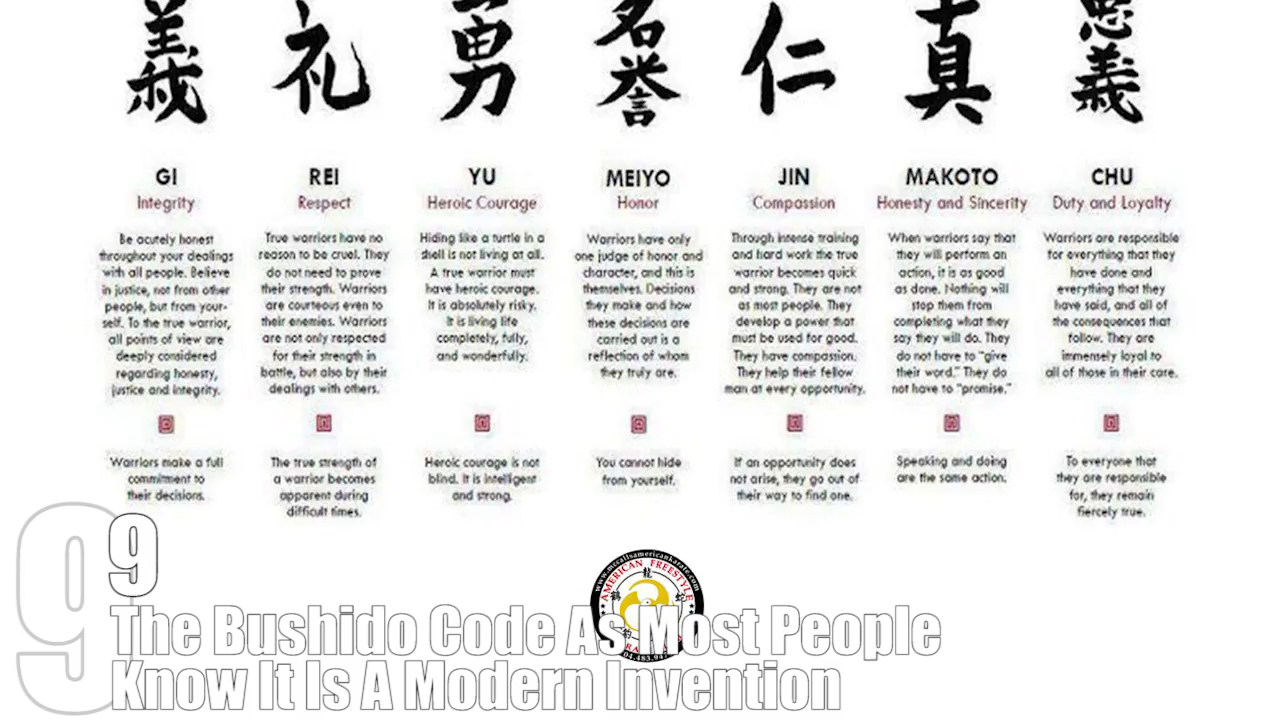 義 礼 勇 名誉 仁 真 忠義
GI
Integrity
Be acutely honest
throughout your dealings
with all people. Believe
in justice, not from other
people, but from your-
self. To the true warrior,
all points of view are
deeply considered
regarding honesty,
justice and integrity.
Warriors make a full
commitment to
their decisions.
REI
Respect
True warriors have no
reason to be cruel. They
do not need to prove
their strength. Warriors
are courteous even to
their enemies. Warriors
are not only respected
for their strength in
battle, but also by their
dealings with others.
The true strength of
a warrior becomes
apparent during
difficult times.
YU
Heroic Courage
Hiding like a turtle in a
shell is not living at all.
A true warrior must
have heroic courage.
It is absolutely risky.
It is living life
completely, fully,
and wonderfully.
Heroic courage is not
blind. It is intelligent
and strong.
MEIYO
Honor
Warriors have only
one judge of honor and
character, and this is
themselves. Decisions
they make and how
these decisions are
carried out is a
reflection of whom
they truly are.
You cannot hide
from yourself.
JIN
Compassion
Through intense training
and hard work the true
warrior becomes quick
and strong. They are not
as most people. They
develop a power that
must be used for good.
They have compassion.
They help their fellow
man at every opportunity.
If an opportunity does
not arise, they go out of
their way to find one.
MAKOTO
Honesty and Sincerity
When warriors say that
they will perform an
action, it is as good
as done. Nothing will
stop them from
completing what they
say they will do. They
do not have to "give
their word." They do
not have to "promise."
Speaking and doing
are the same action.
CHU
Duty and Loyalty
Warriors are responsible
for everything that they
have done and
everything that they
have said, and all of
the consequences that
follow. They are
immensely loyal to
all of those in their care.
To everyone that
they are responsible
for, they remain
fiercely true.
www.mccallsamericankarate.com
AMERICAN FREESTYLE
龍
鶴
9
9
The Bushido Code As Most People
Know It Is A Modern Invention